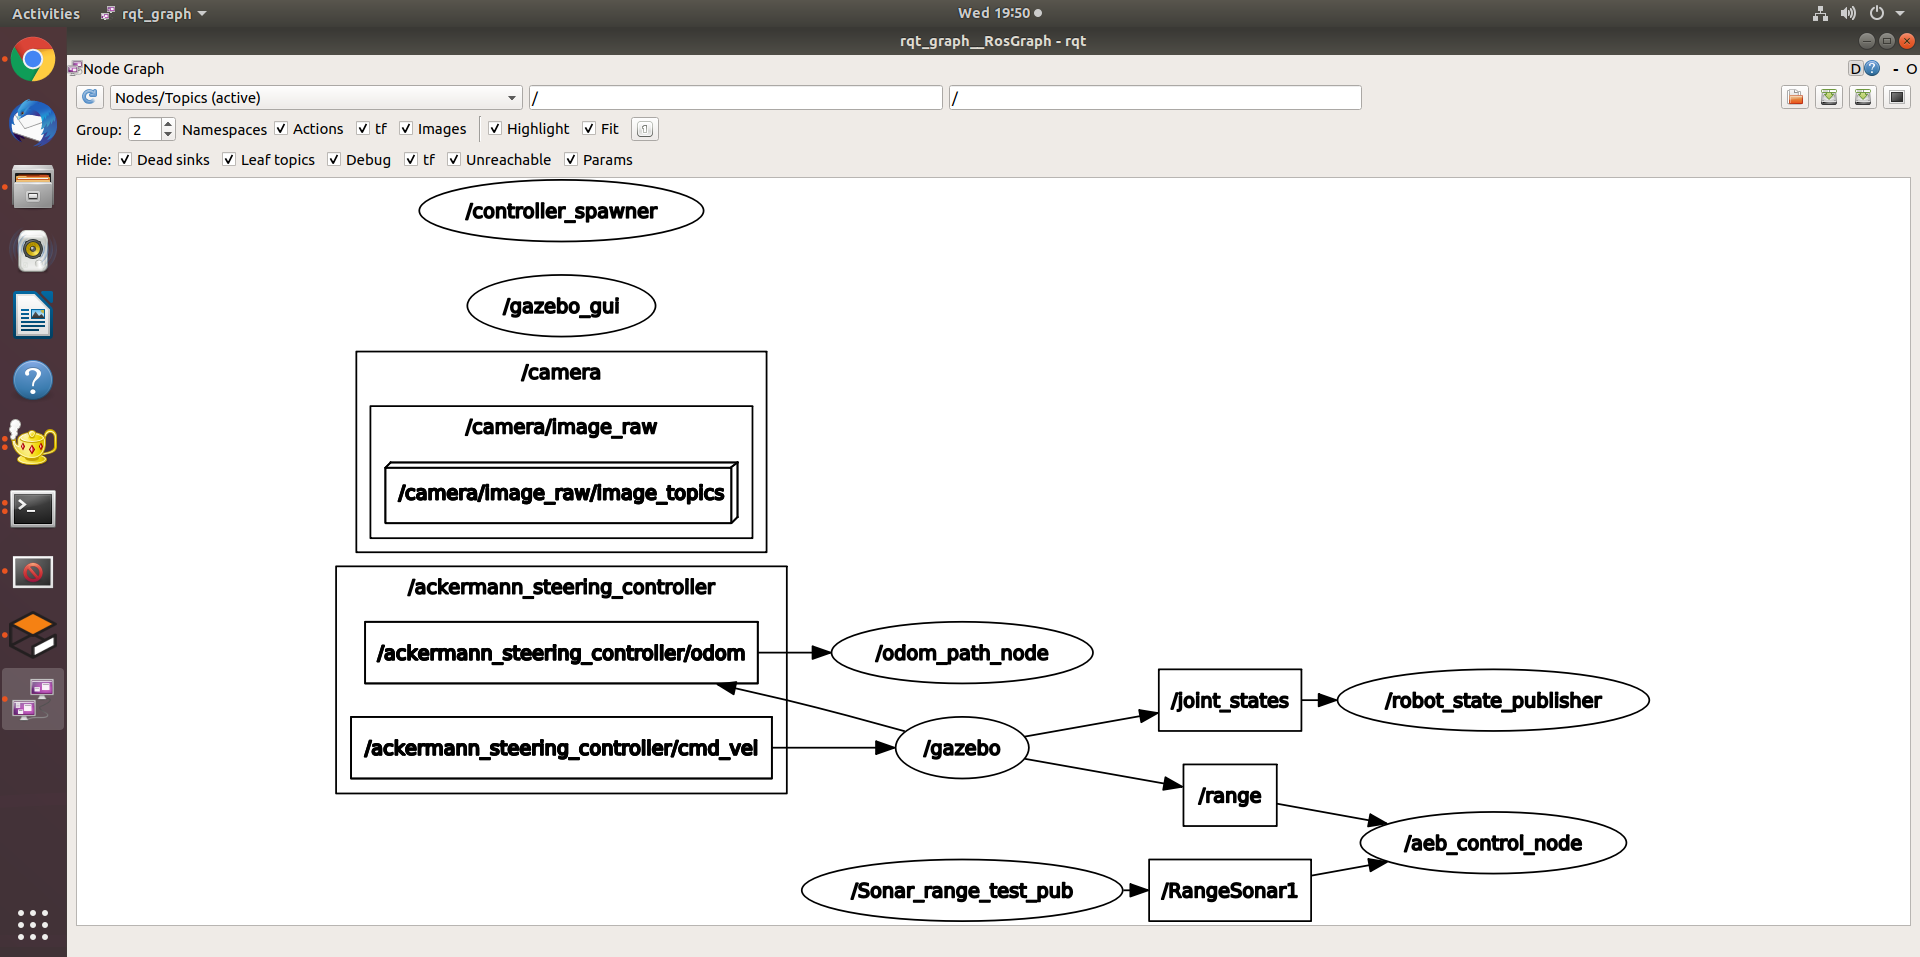 Activities rqt_graph Wed 19:50
rqt_graph__RosGraph - rqt
Node Graph D ? - O
Nodes/Topics (active) / /
Group: 2 Namespaces Actions tf Images Highlight Fit
Hide: Dead sinks Leaf topics Debug tf Unreachable Params
/controller_spawner
/gazebo_gui
/camera
/camera/image_raw
/camera/image_raw/image_topics
/ackermann_steering_controller
/ackermann_steering_controller/odom
/odom_path_node
/joint_states
/robot_state_publisher
/ackermann_steering_controller/cmd_vel
/gazebo
/range
/aeb_control_node
/Sonar_range_test_pub
/RangeSonar1